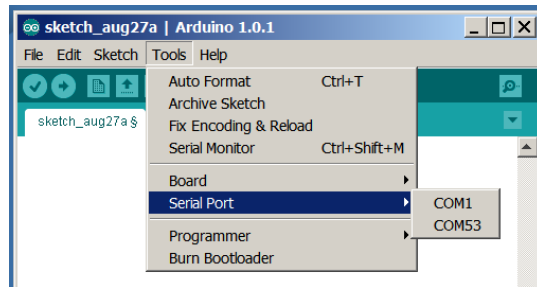 sketch_aug27a | Arduino 1.0.1
File Edit Sketch Tools Help
sketch_aug27a §
Auto Format Ctrl+T
Archive Sketch
Fix Encoding & Reload
Serial Monitor Ctrl+Shift+M
Board
Serial Port
COM1
COM53
Programmer
Burn Bootloader